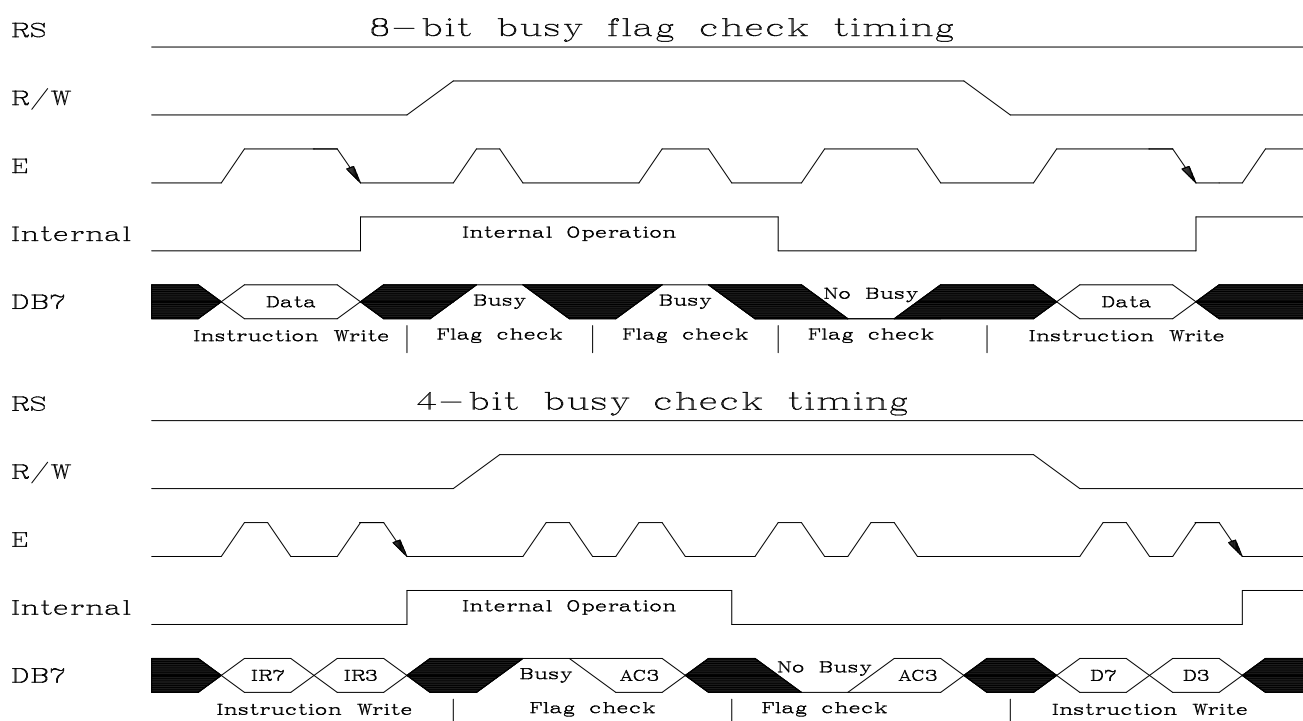 RS
8-bit busy flag check timing
R/W
E
Internal
Internal Operation
DB7
Data
Busy
Busy
No Busy
Data
Instruction Write
Flag check
Flag check
Flag check
Instruction Write
RS
4-bit busy check timing
R/W
E
Internal
Internal Operation
DB7
IR7
IR3
Busy
AC3
No Busy
AC3
D7
D3
Instruction Write
Flag check
Flag check
Instruction Write